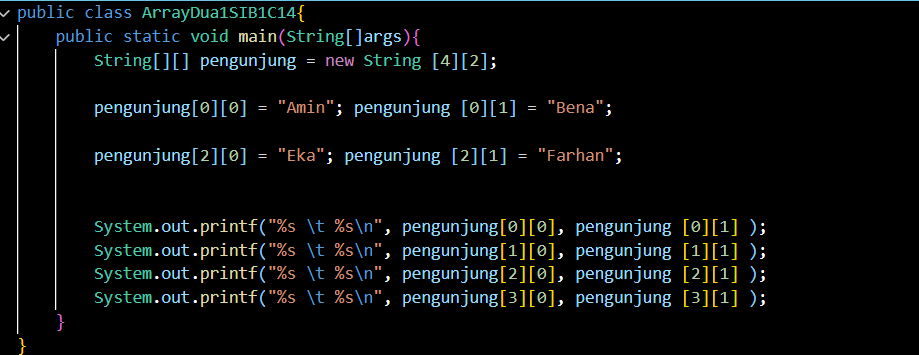 public class ArrayDua1SIB1C14{
public static void main(String[]args){
String[][] pengunjung = new String [4][2];
pengunjung[0][0] = "Amin"; pengunjung [0][1] = "Bena";
pengunjung[2][0] = "Eka"; pengunjung [2][1] = "Farhan";
System.out.printf("%s \t %s\n", pengunjung[0][0], pengunjung [0][1] );
System.out.printf("%s \t %s\n", pengunjung[1][0], pengunjung [1][1] );
System.out.printf("%s \t %s\n", pengunjung[2][0], pengunjung [2][1] );
System.out.printf("%s \t %s\n", pengunjung[3][0], pengunjung [3][1] );
}
}